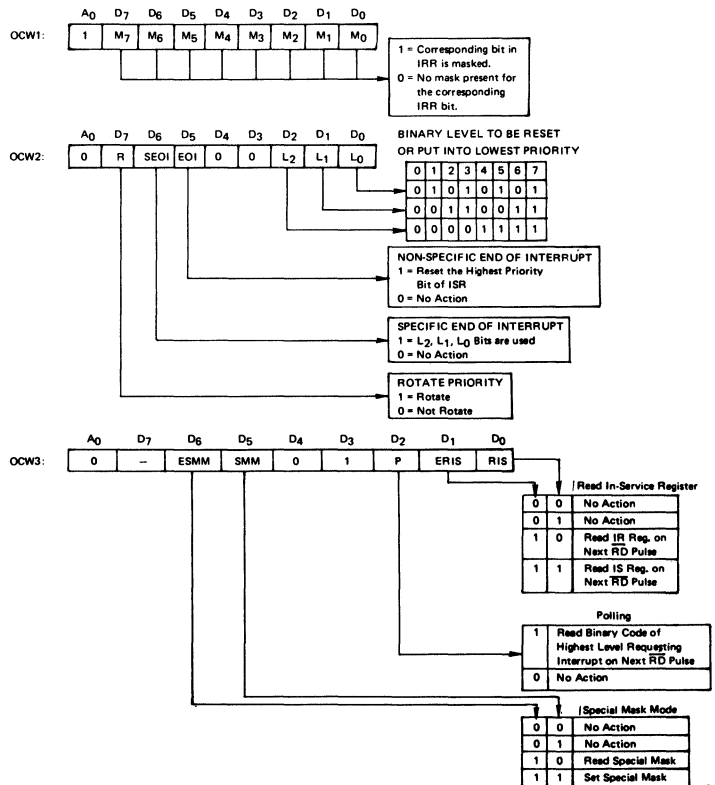 A0 D7 D6 D5 D4 D3 D2 D1 D0
OCW1: 1 M7 M6 M5 M4 M3 M2 M1 M0
1 = Corresponding bit in
IRR is masked.
0 = No mask present for
the corresponding
IRR bit.
A0 D7 D6 D5 D4 D3 D2 D1 D0
OCW2: 0 R SEOI EOI 0 0 L2 L1 L0
BINARY LEVEL TO BE RESET
OR PUT INTO LOWEST PRIORITY
0 1 2 3 4 5 6 7
0 1 0 1 0 1 0 1
0 0 1 1 0 0 1 1
0 0 0 0 1 1 1 1
NON-SPECIFIC END OF INTERRUPT
1 = Reset the Highest Priority
Bit of ISR
0 = No Action
SPECIFIC END OF INTERRUPT
1 = L2, L1, L0 Bits are used
0 = No Action
ROTATE PRIORITY
1 = Rotate
0 = Not Rotate
A0 D7 D6 D5 D4 D3 D2 D1 D0
OCW3: 0 – ESMM SMM 0 1 P ERIS RIS
Read In-Service Register
0 0 No Action
0 1 No Action
1 0 Read IR Reg. on
Next RD Pulse
1 1 Read IS Reg. on
Next RD Pulse
Polling
1 Read Binary Code of
Highest Level Requesting
Interrupt on Next RD Pulse
0 No Action
Special Mask Mode
0 0 No Action
0 1 No Action
1 0 Read Special Mask
1 1 Set Special Mask